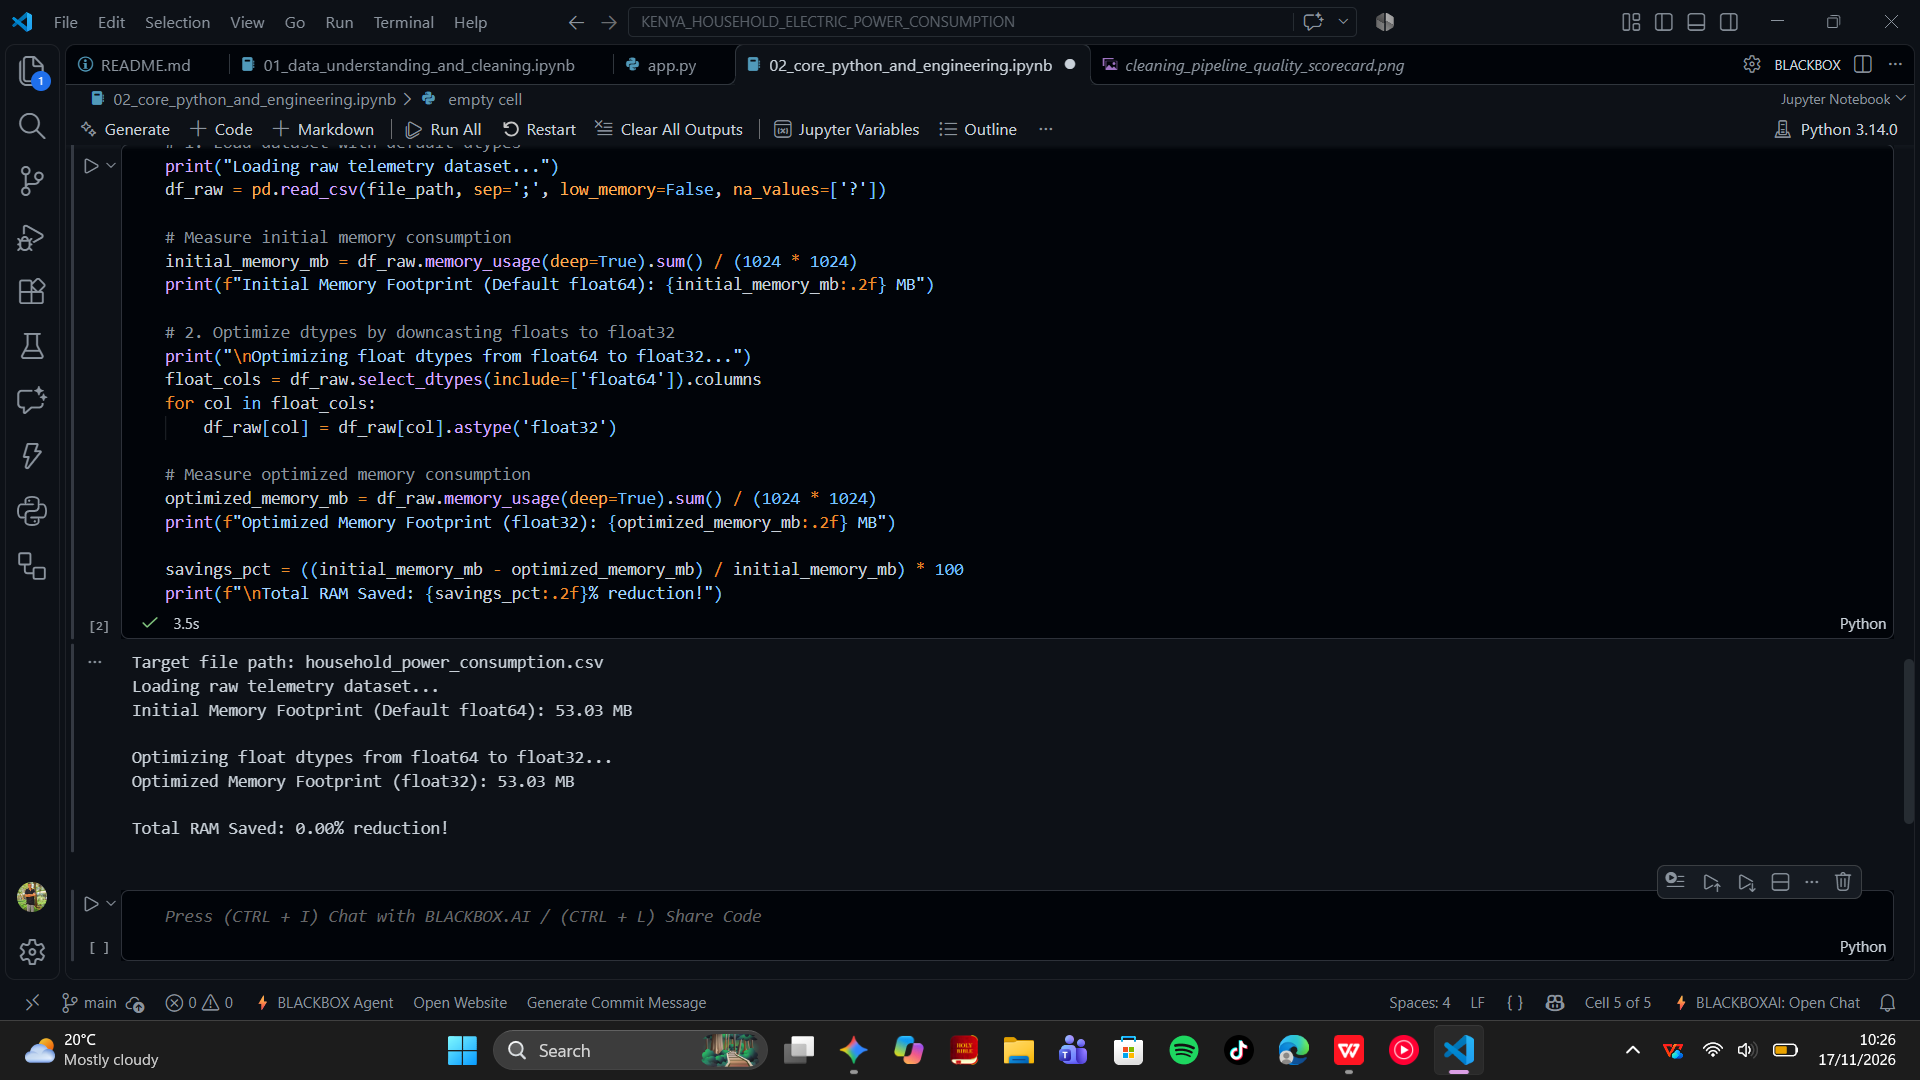 File Edit Selection View Go Run Terminal Help
KENYA_HOUSEHOLD_ELECTRIC_POWER_CONSUMPTION
README.md
01_data_understanding_and_cleaning.ipynb
app.py
02_core_python_and_engineering.ipynb
cleaning_pipeline_quality_scorecard.png
BLACKBOX
1
02_core_python_and_engineering.ipynb > empty cell
Jupyter Notebook
Generate + Code + Markdown Run All Restart Clear All Outputs Jupyter Variables Outline ...
Python 3.14.0
# 1. Load dataset with default dtypes
print("Loading raw telemetry dataset...")
df_raw = pd.read_csv(file_path, sep=';', low_memory=False, na_values=['?'])
# Measure initial memory consumption
initial_memory_mb = df_raw.memory_usage(deep=True).sum() / (1024 * 1024)
print(f"Initial Memory Footprint (Default float64): {initial_memory_mb:.2f} MB")
# 2. Optimize dtypes by downcasting floats to float32
print("\nOptimizing float dtypes from float64 to float32...")
float_cols = df_raw.select_dtypes(include=['float64']).columns
for col in float_cols:
df_raw[col] = df_raw[col].astype('float32')
# Measure optimized memory consumption
optimized_memory_mb = df_raw.memory_usage(deep=True).sum() / (1024 * 1024)
print(f"Optimized Memory Footprint (float32): {optimized_memory_mb:.2f} MB")
savings_pct = ((initial_memory_mb - optimized_memory_mb) / initial_memory_mb) * 100
print(f"\nTotal RAM Saved: {savings_pct:.2f}% reduction!")
[2]
3.5s
Python
Target file path: household_power_consumption.csv
Loading raw telemetry dataset...
Initial Memory Footprint (Default float64): 53.03 MB
Optimizing float dtypes from float64 to float32...
Optimized Memory Footprint (float32): 53.03 MB
Total RAM Saved: 0.00% reduction!
Press (CTRL + I) Chat with BLACKBOX.AI / (CTRL + L) Share Code
[ ]
Python
main
0 0
BLACKBOX Agent
Open Website
Generate Commit Message
Spaces: 4
LF
{ }
Cell 5 of 5
BLACKBOXAI: Open Chat
20°C
Mostly cloudy
Search
HOLY BIBLE
10:26
17/11/2026